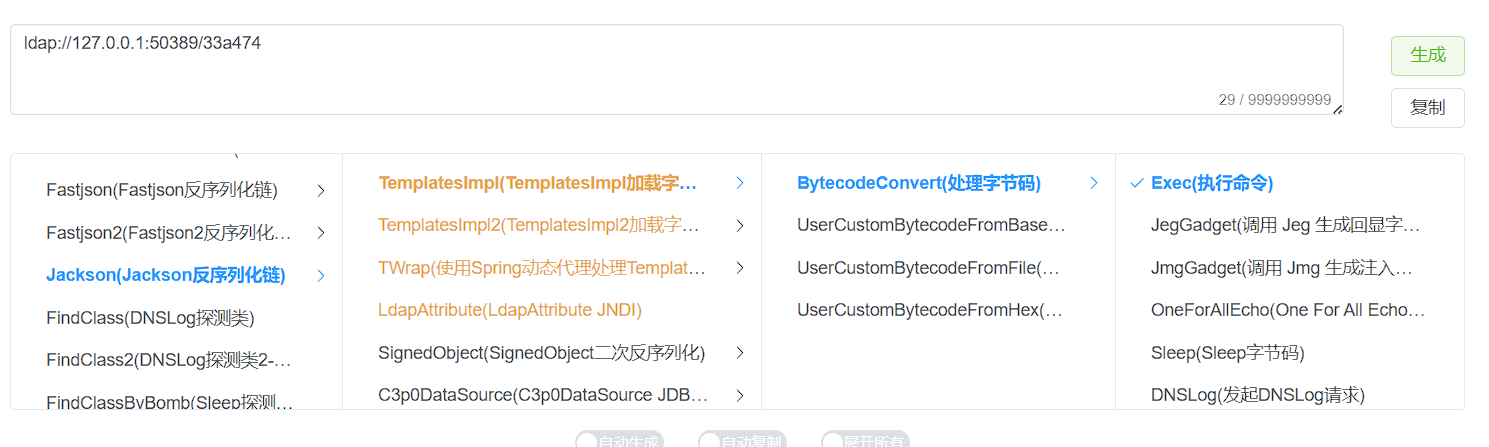 ldap://127.0.0.1:50389/33a474
29 / 9999999999
生成
复制
Fastjson(Fastjson反序列化链)
Fastjson2(Fastjson2反序列化…
Jackson(Jackson反序列化链)
FindClass(DNSLog探测类)
FindClass2(DNSLog探测类2-…
FindClassByBomb(Sleep探测…
TemplatesImpl(TemplatesImpl加载字…
TemplatesImpl2(TemplatesImpl2加载字…
TWrap(使用Spring动态代理处理Templat…
LdapAttribute(LdapAttribute JNDI)
SignedObject(SignedObject二次反序列化)
C3p0DataSource(C3p0DataSource JDB…
BytecodeConvert(处理字节码)
UserCustomBytecodeFromBase…
UserCustomBytecodeFromFile(…
UserCustomBytecodeFromHex(…
Exec(执行命令)
JegGadget(调用 Jeg 生成回显字…
JmgGadget(调用 Jmg 生成注入…
OneForAllEcho(One For All Echo…
Sleep(Sleep字节码)
DNSLog(发起DNSLog请求)
自动生成
自动复制
展开所有